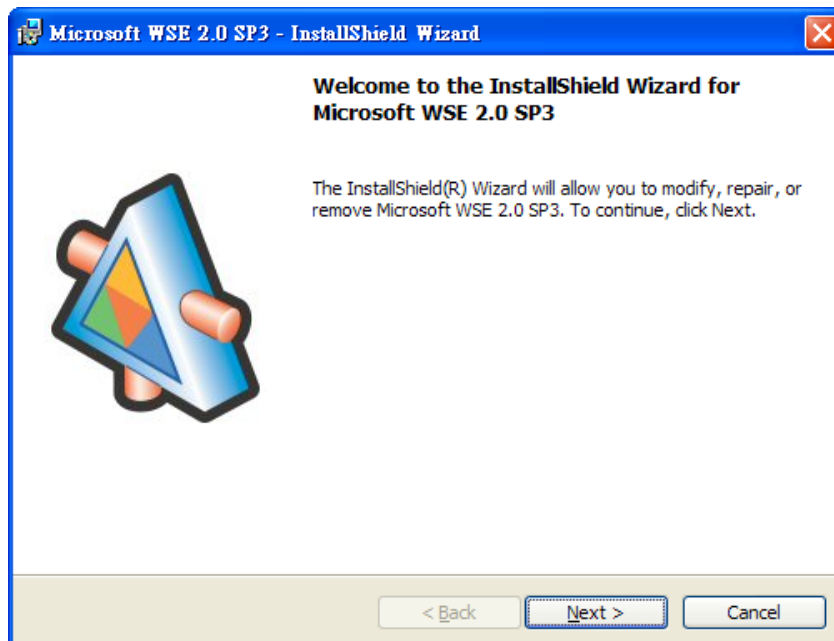 Microsoft WSE 2.0 SP3 - InstallShield Wizard
Welcome to the InstallShield Wizard for
Microsoft WSE 2.0 SP3
The InstallShield(R) Wizard will allow you to modify, repair, or
remove Microsoft WSE 2.0 SP3. To continue, click Next.
< Back
Next >
Cancel